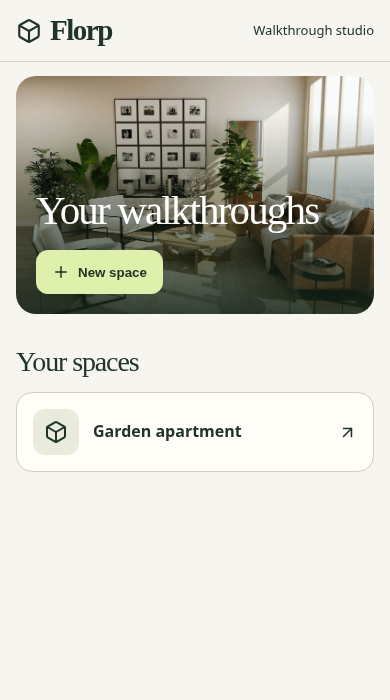 Florp
Walkthrough studio
Your walkthroughs
New space
Your spaces
Garden apartment